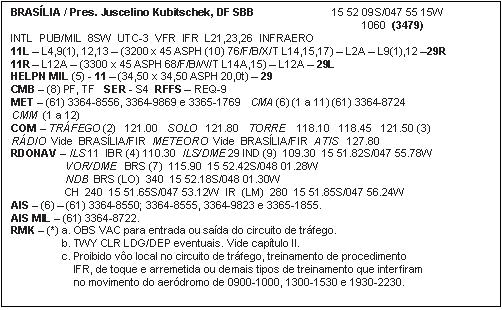 BRASÍLIA / Pres. Juscelino Kubitschek, DF SBB 15 52 09S/047 55 15W
1060 (3479)
INTL PUB/MIL 8SW UTC-3 VFR IFR L21,23,26 INFRAERO
11L – L4,9(1), 12,13 – (3200 x 45 ASPH (10) 76/F/B/X/T L14,15,17) – L2A – L9(1),12 –29R
11R – L12A – (3300 x 45 ASPH 68/F/B/W/T L14A,15) – L12A – 29L
HELPN MIL (5) - 11 – (34,50 x 34,50 ASPH 20,0t) – 29
CMB – (8) PF, TF SER - S4 RFFS – REQ-9
MET – (61) 3364-8556, 3364-9869 e 3365-1769 CMA (6) (1 a 11) (61) 3364-8724
CMM (1 a 12)
COM – TRÁFEGO (2) 121.00 SOLO 121.80 TORRE 118.10 118.45 121.50 (3)
RÁDIO Vide BRASÍLIA/FIR METEORO Vide BRASÍLIA/FIR ATIS 127.80
RDONAV – ILS 11 IBR (4) 110.30 ILS/DME 29 IND (9) 109.30 15 51.82S/047 55.78W
VOR/DME BRS (7) 115.90 15 52.42S/048 01.28W
NDB BRS (LO) 340 15 52.18S/048 01.30W
CH 240 15 51.65S/047 53.12W IR (LM) 280 15 51.85S/047 56.24W
AIS – (6) – (61) 3364-8550; 3364-8555, 3364-9823 e 3365-1855.
AIS MIL – (61) 3364-8722.
RMK – (*) a. OBS VAC para entrada ou saída do circuito de tráfego.
b. TWY CLR LDG/DEP eventuais. Vide capítulo II.
c. Proibido vôo local no circuito de tráfego, treinamento de procedimento
IFR, de toque e arremetida ou demais tipos de treinamento que interfiram
no movimento do aeródromo de 0900-1000, 1300-1530 e 1930-2230.